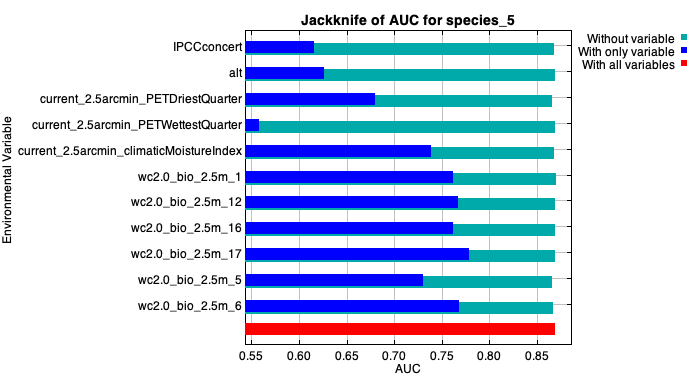 Jackknife of AUC for species_5
Without variable
With only variable
With all variables
Environmental Variable
IPCCconcert
alt
current_2.5arcmin_PETDriestQuarter
current_2.5arcmin_PETWettestQuarter
current_2.5arcmin_climaticMoistureIndex
wc2.0_bio_2.5m_1
wc2.0_bio_2.5m_12
wc2.0_bio_2.5m_16
wc2.0_bio_2.5m_17
wc2.0_bio_2.5m_5
wc2.0_bio_2.5m_6
0.55 0.60 0.65 0.70 0.75 0.80 0.85
AUC